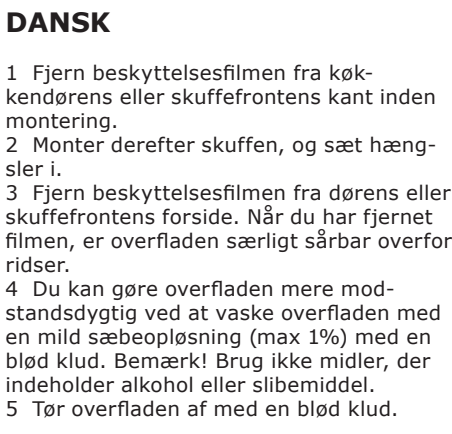 DANSK
1 Fjern beskyttelsesfilmen fra køk-
kendørens eller skuffefrontens kant inden
montering.
2 Monter derefter skuffen, og sæt hæng-
sler i.
3 Fjern beskyttelsesfilmen fra dørens eller
skuffefrontens forside. Når du har fjernet
filmen, er overfladen særligt sårbar overfor
ridser.
4 Du kan gøre overfladen mere mod-
standsdygtig ved at vaske overfladen med
en mild sæbeopløsning (max 1%) med en
blød klud. Bemærk! Brug ikke midler, der
indeholder alkohol eller slibemiddel.
5 Tør overfladen af med en blød klud.